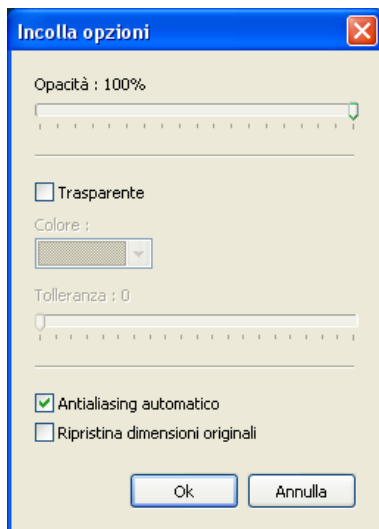 Incolla opzioni
Opacità : 100%
Trasparente
Colore :
Tolleranza : 0
Antialiasing automatico
Ripristina dimensioni originali
Ok
Annulla